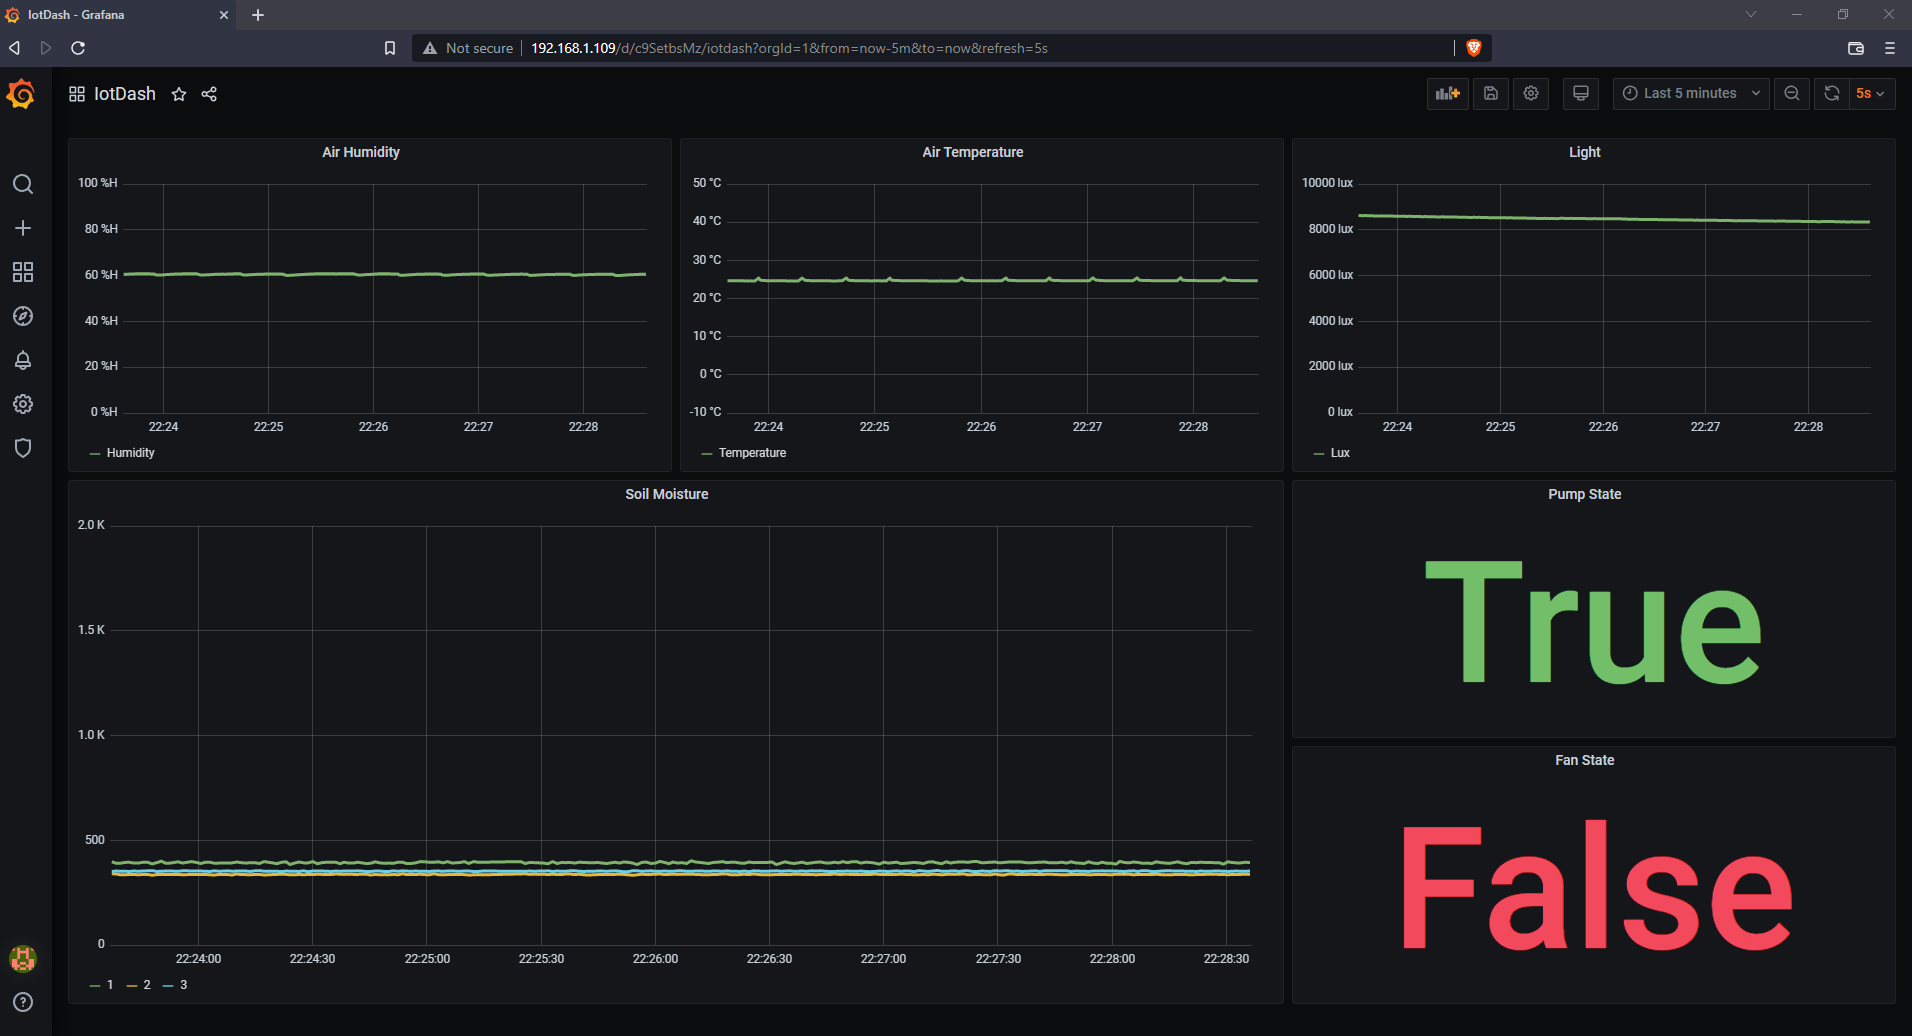 IotDash - Grafana
Not secure 192.168.1.109/d/c9SetbsMz/iotdash?orgId=1&from=now-5m&to=now&refresh=5s
IotDash
Last 5 minutes
5s
Air Humidity
100 %H
80 %H
60 %H
40 %H
20 %H
0 %H
22:24 22:25 22:26 22:27 22:28
Humidity
Air Temperature
50 °C
40 °C
30 °C
20 °C
10 °C
0 °C
-10 °C
22:24 22:25 22:26 22:27 22:28
Temperature
Light
10000 lux
8000 lux
6000 lux
4000 lux
2000 lux
0 lux
22:24 22:25 22:26 22:27 22:28
Lux
Soil Moisture
2.0 K
1.5 K
1.0 K
500
0
22:24:00 22:24:30 22:25:00 22:25:30 22:26:00 22:26:30 22:27:00 22:27:30 22:28:00 22:28:30
1 2 3
Pump State
True
Fan State
False